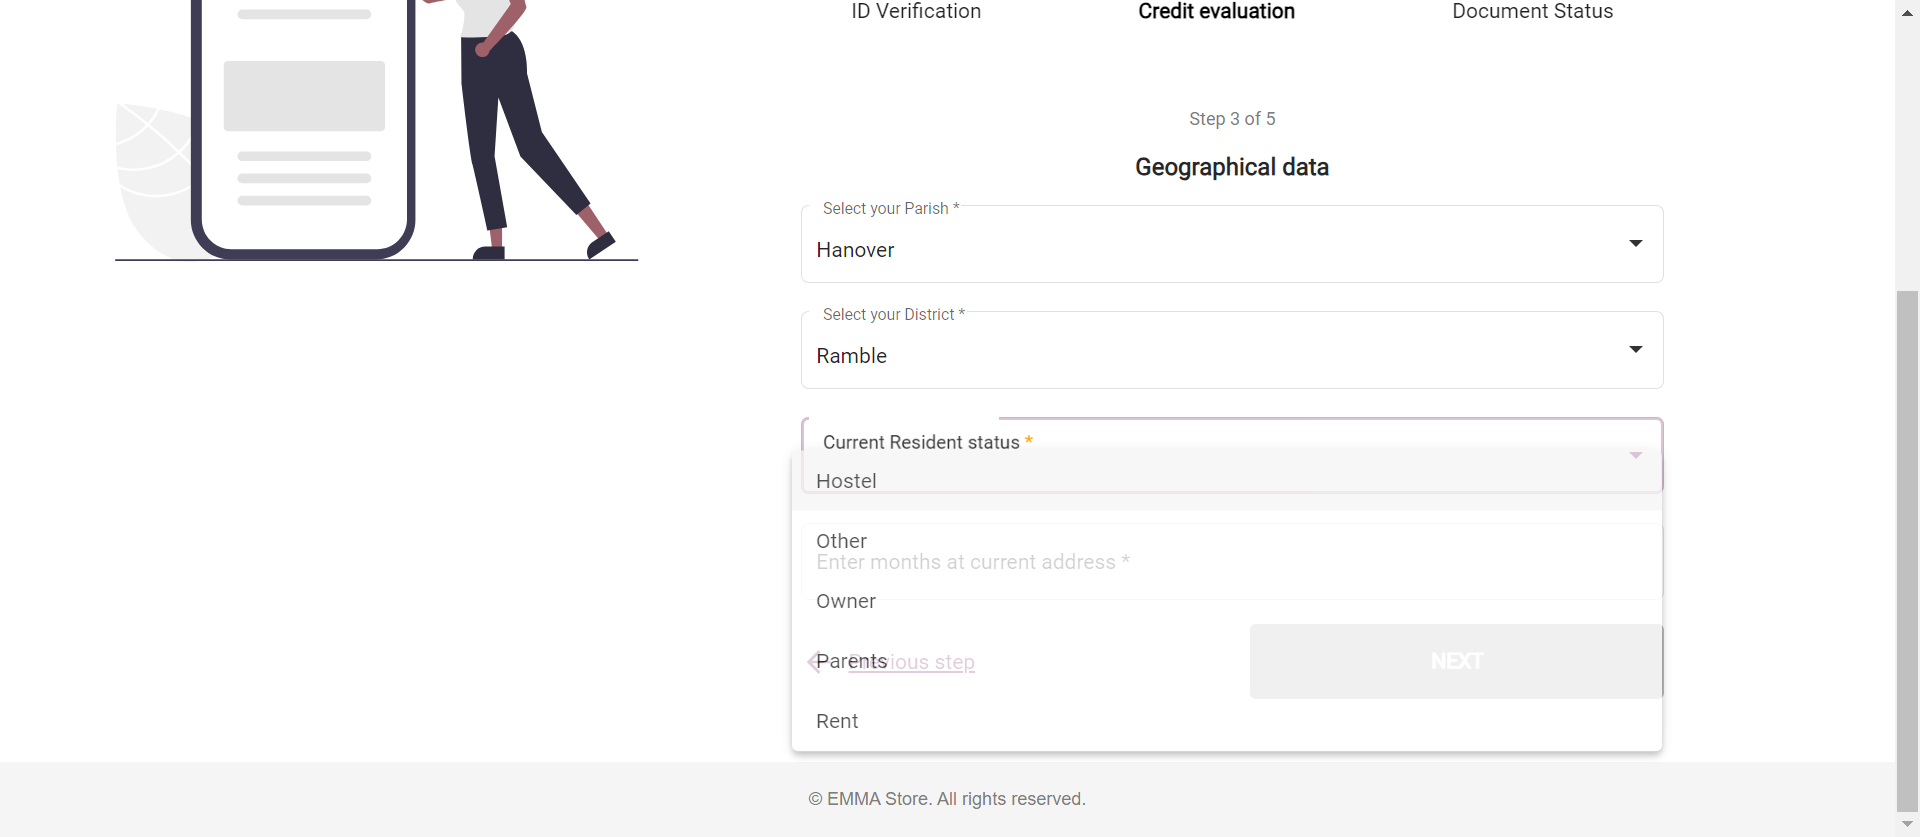 ID Verification
Credit evaluation
Document Status
Step 3 of 5
Geographical data
Select your Parish *
Hanover
Select your District *
Ramble
Current Resident status *
Hostel
Other
Enter months at current address *
Owner
Parents
Previous step
NEXT
Rent
© EMMA Store. All rights reserved.